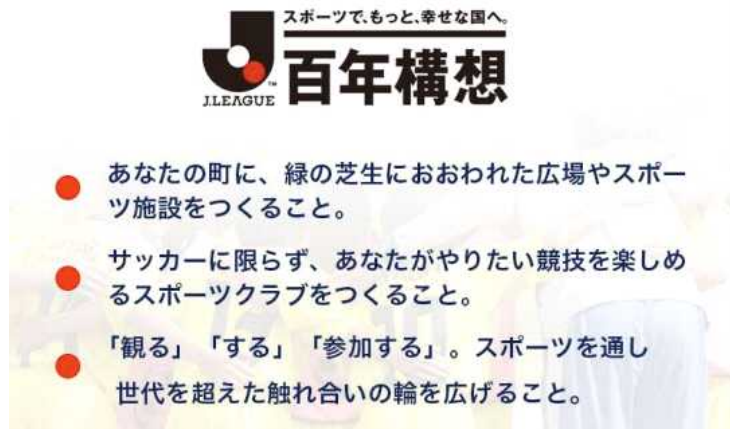 スポーツで、もっと、幸せな国へ。
百年構想
J.LEAGUE
TM
あなたの町に、緑の芝生におおわれた広場やスポー
ツ施設をつくること。
サッカーに限らず、あなたがやりたい競技を楽しめ
るスポーツクラブをつくること。
「観る」「する」「参加する」。スポーツを通し
世代を超えた触れ合いの輪を広げること。